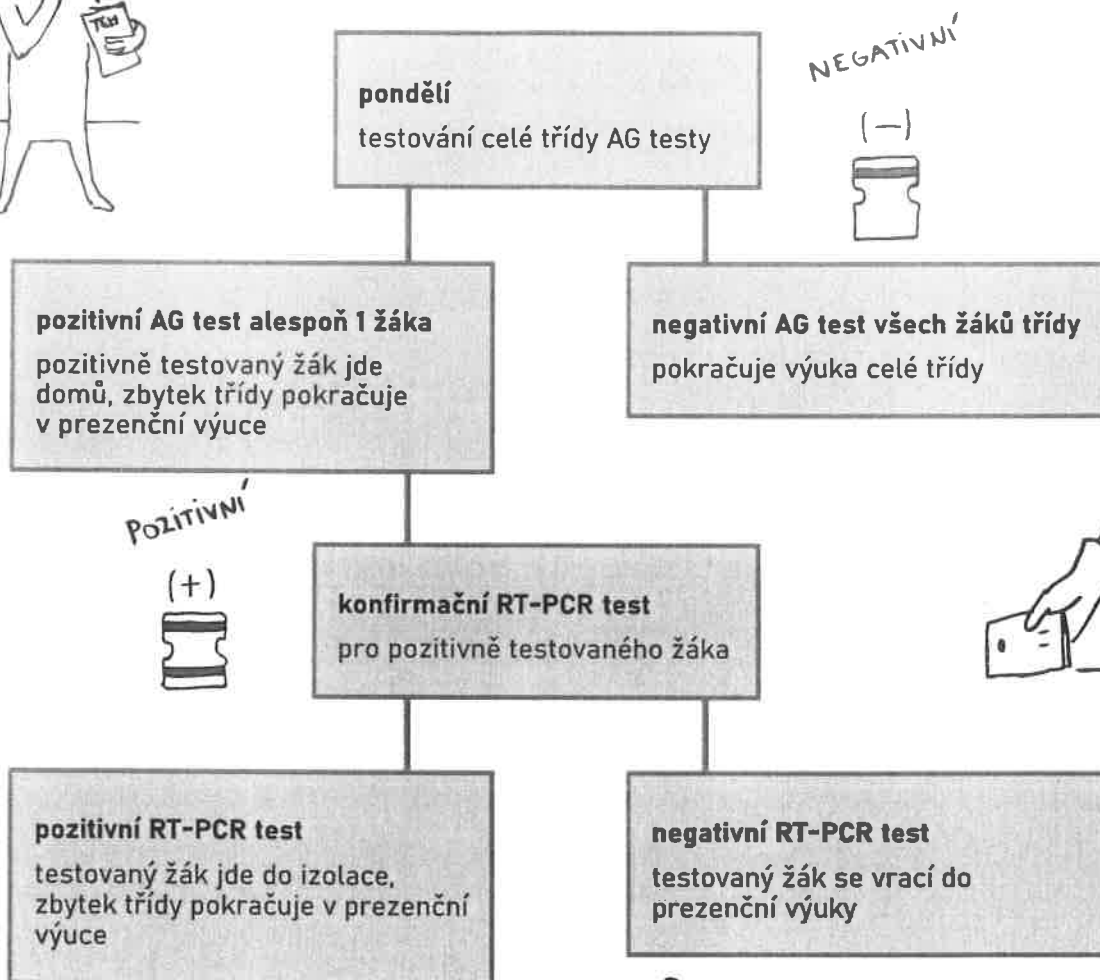 TEST
NEGATIVNÍ
pondělí
testování celé třídy AG testy
(-)
pozitivní AG test alespoň 1 žáka
pozitivně testovaný žák jde
domů, zbytek třídy pokračuje
v prezenční výuce
negativní AG test všech žáků třídy
pokračuje výuka celé třídy
POZITIVNÍ
(+)
konfirmační RT-PCR test
pro pozitivně testovaného žáka
pozitivní RT-PCR test
testovaný žák jde do izolace,
zbytek třídy pokračuje v prezenční
výuce
negativní RT-PCR test
testovaný žák se vrací do
prezenční výuky